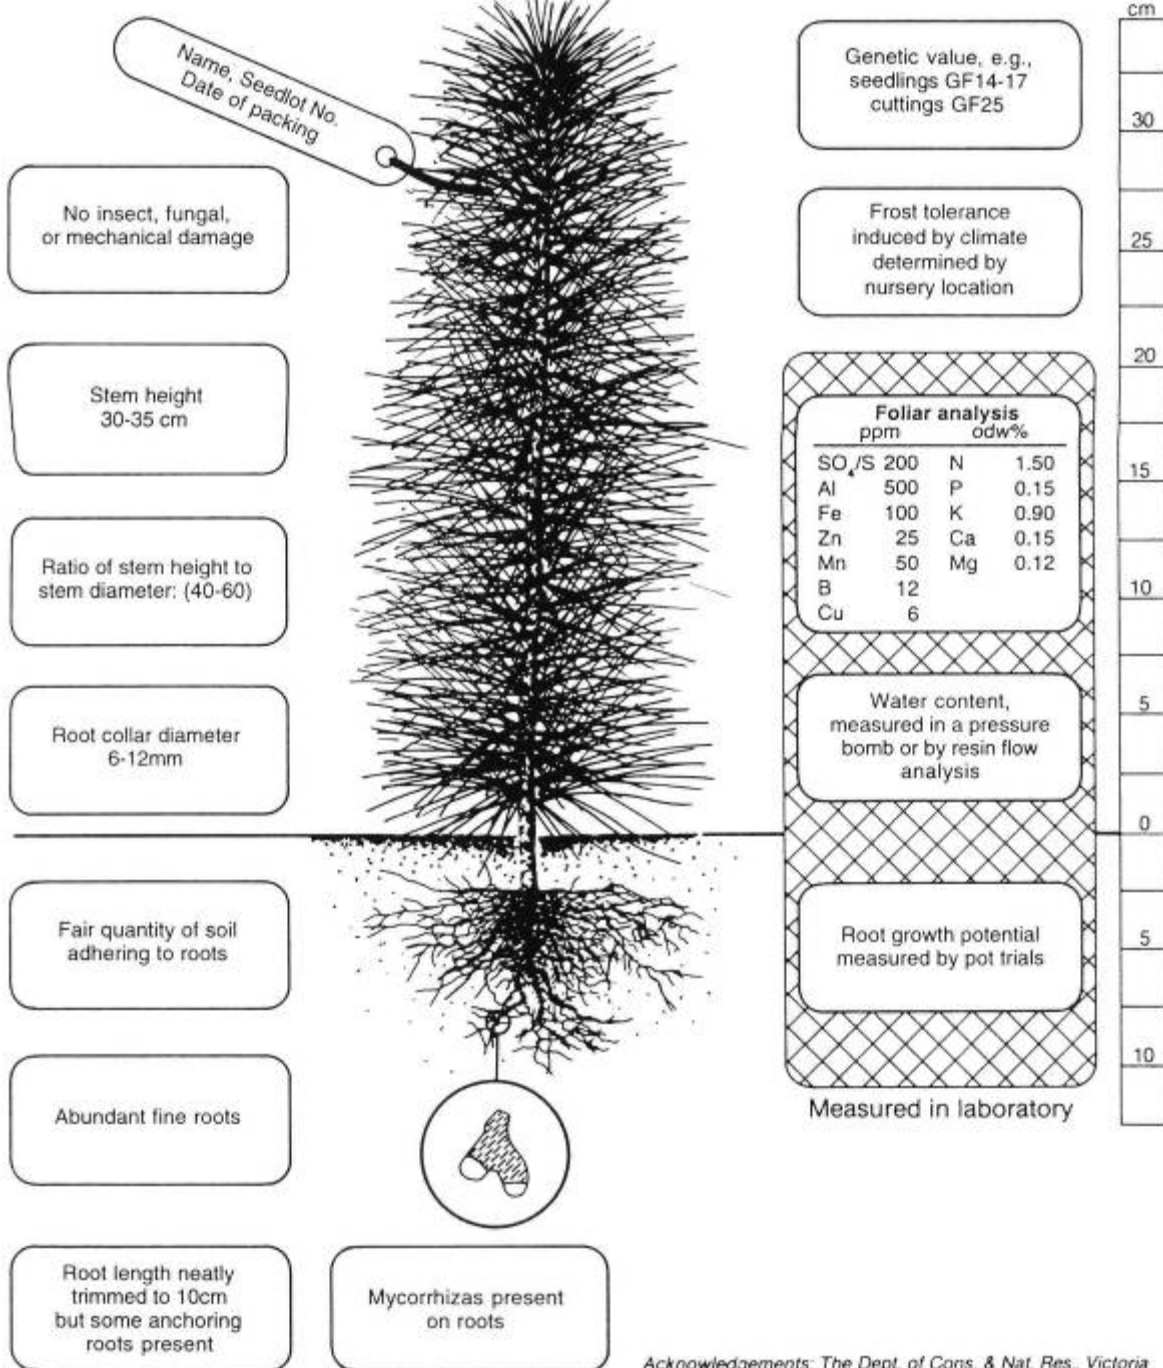 Name, Seedlot No.
Date of packing
No insect, fungal,
or mechanical damage
Stem height
30-35 cm
Ratio of stem height to
stem diameter: (40-60)
Root collar diameter
6-12mm
Fair quantity of soil
adhering to roots
Abundant fine roots
Root length neatly
trimmed to 10cm
but some anchoring
roots present
Mycorrhizas present
on roots
Genetic value, e.g.,
seedlings GF14-17
cuttings GF25
Frost tolerance
induced by climate
determined by
nursery location
Foliar analysis
ppm odw%
SO₄/S 200 N 1.50
Al 500 P 0.15
Fe 100 K 0.90
Zn 25 Ca 0.15
Mn 50 Mg 0.12
B 12
Cu 6
Water content,
measured in a pressure
bomb or by resin flow
analysis
Root growth potential
measured by pot trials
Measured in laboratory
cm
30
25
20
15
10
5
0
5
10
Acknowledgements: The Dept. of Cons. & Nat. Res., Victoria